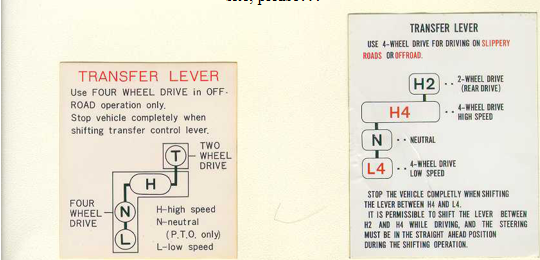 TRANSFER LEVER
Use FOUR WHEEL DRIVE in OFF-
ROAD operation only.
Stop vehicle completely when
shifting transfer control lever.
T
TWO
WHEEL
DRIVE
H
FOUR
WHEEL
DRIVE
N
L
H-high speed
N-neutral
(P.T.O. only)
L-low speed
TRANSFER LEVER
USE 4-WHEEL DRIVE FOR DRIVING ON SLIPPERY
ROADS OR OFFROAD.
H2 ·· 2-WHEEL DRIVE
(REAR DRIVE)
H4 ·· 4-WHEEL DRIVE
HIGH SPEED
N ·· NEUTRAL
L4 ·· 4-WHEEL DRIVE
LOW SPEED
STOP THE VEHICLE COMPLETLY WHEN SHIFTING
THE LEVER BETWEEN H4 AND L4.
IT IS PERMISSIBLE TO SHIFT THE LEVER BETWEEN
H2 AND H4 WHILE DRIVING, AND THE STEERING
MUST BE IN THE STRAIGHT AHEAD POSITION
DURING THE SHIFTING OPERATION.